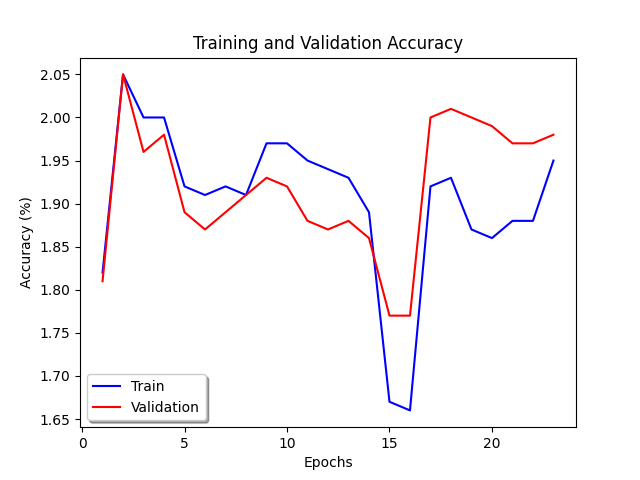 Training and Validation Accuracy
Accuracy (%)
2.05
2.00
1.95
1.90
1.85
1.80
1.75
1.70
1.65
Train
Validation
0 5 10 15 20
Epochs